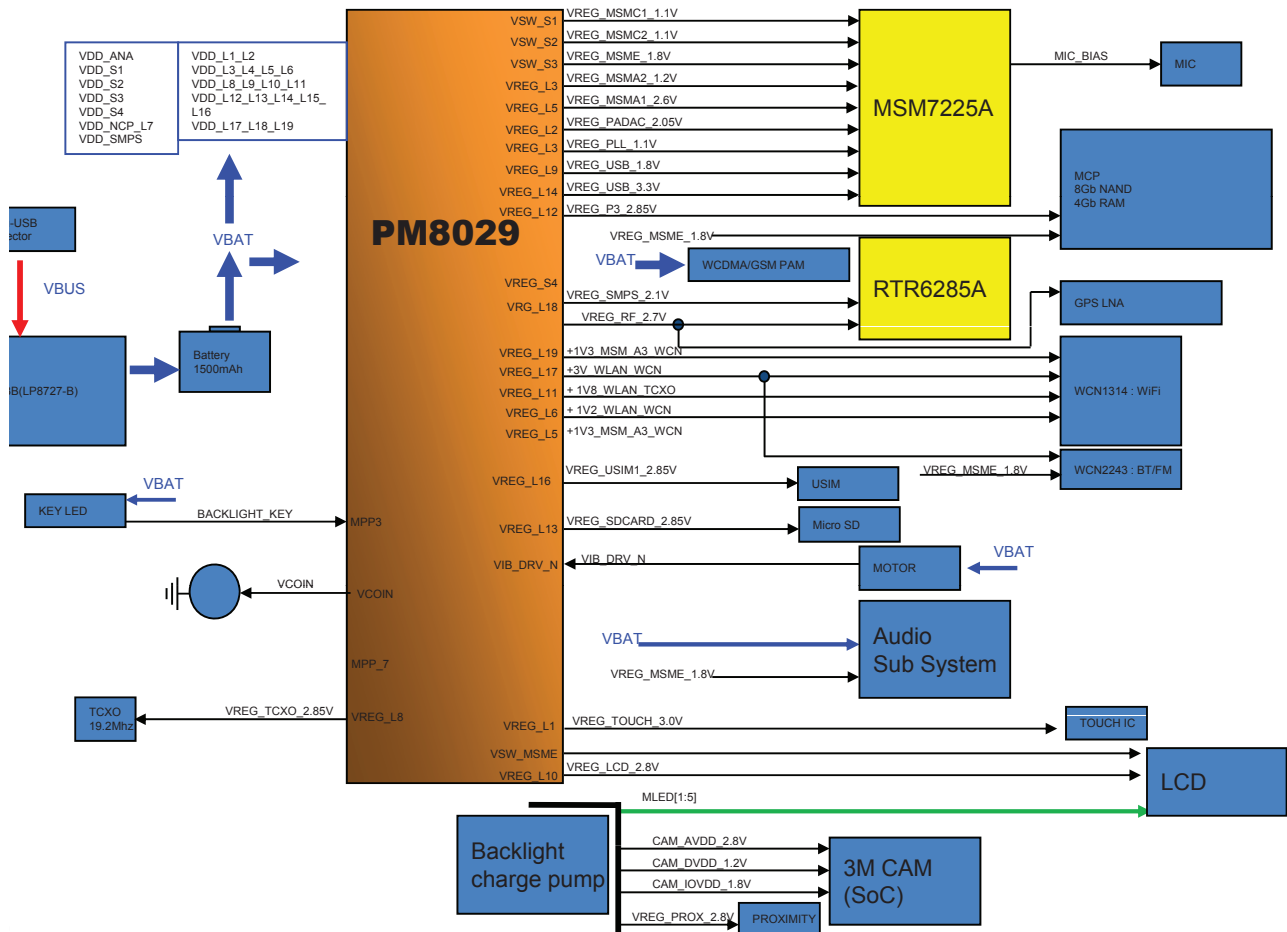 VDD_ANA
VDD_S1
VDD_S2
VDD_S3
VDD_S4
VDD_NCP_L7
VDD_SMPS
VDD_L1_L2
VDD_L3_L4_L5_L6
VDD_L8_L9_L10_L11
VDD_L12_L13_L14_L15_
L16
VDD_L17_L18_L19
-USB
ector
VBUS
VBAT
Battery
1500mAh
BB(LP8727-B)
VBAT
KEY LED
BACKLIGHT_KEY
MPP3
VCOIN
VCOIN
MPP_7
TCXO
19.2Mhz
VREG_TCXO_2.85V
VREG_L8
PM8029
VSW_S1
VREG_MSMC1_1.1V
VSW_S2
VREG_MSMC2_1.1V
VSW_S3
VREG_MSME_1.8V
VREG_L3
VREG_MSMA2_1.2V
VREG_L5
VREG_MSMA1_2.6V
VREG_L2
VREG_PADAC_2.05V
VREG_L3
VREG_PLL_1.1V
VREG_L9
VREG_USB_1.8V
VREG_L14
VREG_USB_3.3V
VREG_L12
VREG_P3_2.85V
MSM7225A
MIC_BIAS
MIC
MCP
8Gb NAND
4Gb RAM
VREG_MSME_1.8V
VBAT
WCDMA/GSM PAM
RTR6285A
GPS LNA
VREG_S4
VREG_SMPS_2.1V
VRG_L18
VREG_RF_2.7V
VREG_L19
+1V3_MSM_A3_WCN
VREG_L17
+3V_WLAN_WCN
VREG_L11
+ 1V8_WLAN_TCXO
VREG_L6
+ 1V2_WLAN_WCN
VREG_L5
+1V3_MSM_A3_WCN
WCN1314 : WiFi
VREG_MSME_1.8V
WCN2243 : BT/FM
VREG_L16
VREG_USIM1_2.85V
USIM
VREG_L13
VREG_SDCARD_2.85V
Micro SD
VIB_DRV_N
VIB_DRV_N
MOTOR
VBAT
VBAT
VREG_MSME_1.8V
Audio
Sub System
VREG_L1
VREG_TOUCH_3.0V
TOUCH IC
VSW_MSME
VREG_L10
VREG_LCD_2.8V
LCD
MLED[1:5]
Backlight
charge pump
CAM_AVDD_2.8V
CAM_DVDD_1.2V
CAM_IOVDD_1.8V
3M CAM
(SoC)
VREG_PROX_2.8V
PROXIMITY